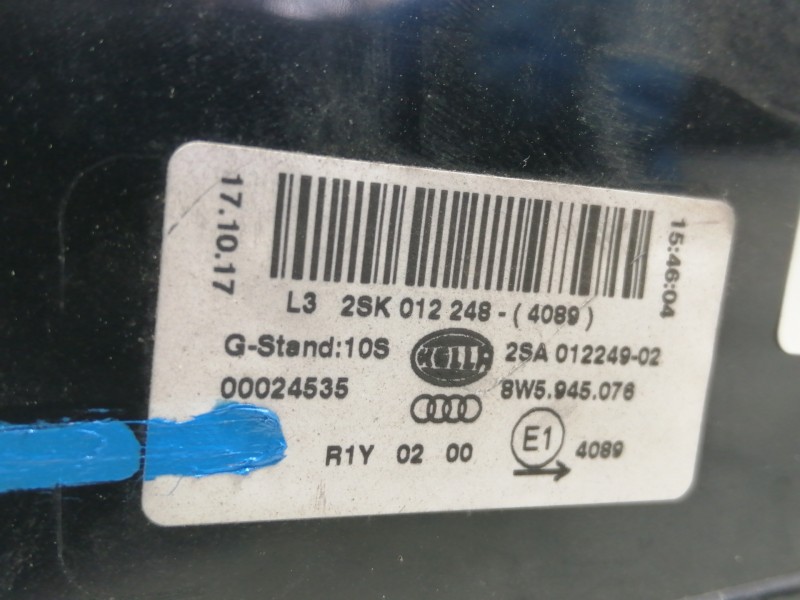 17.10.17
15:46:04
L3 2SK 012 248 - ( 4089 )
G-Stand:10S 2SA 012249-02
00024535 8W5.945.076
R1Y 02 00 E1 4089